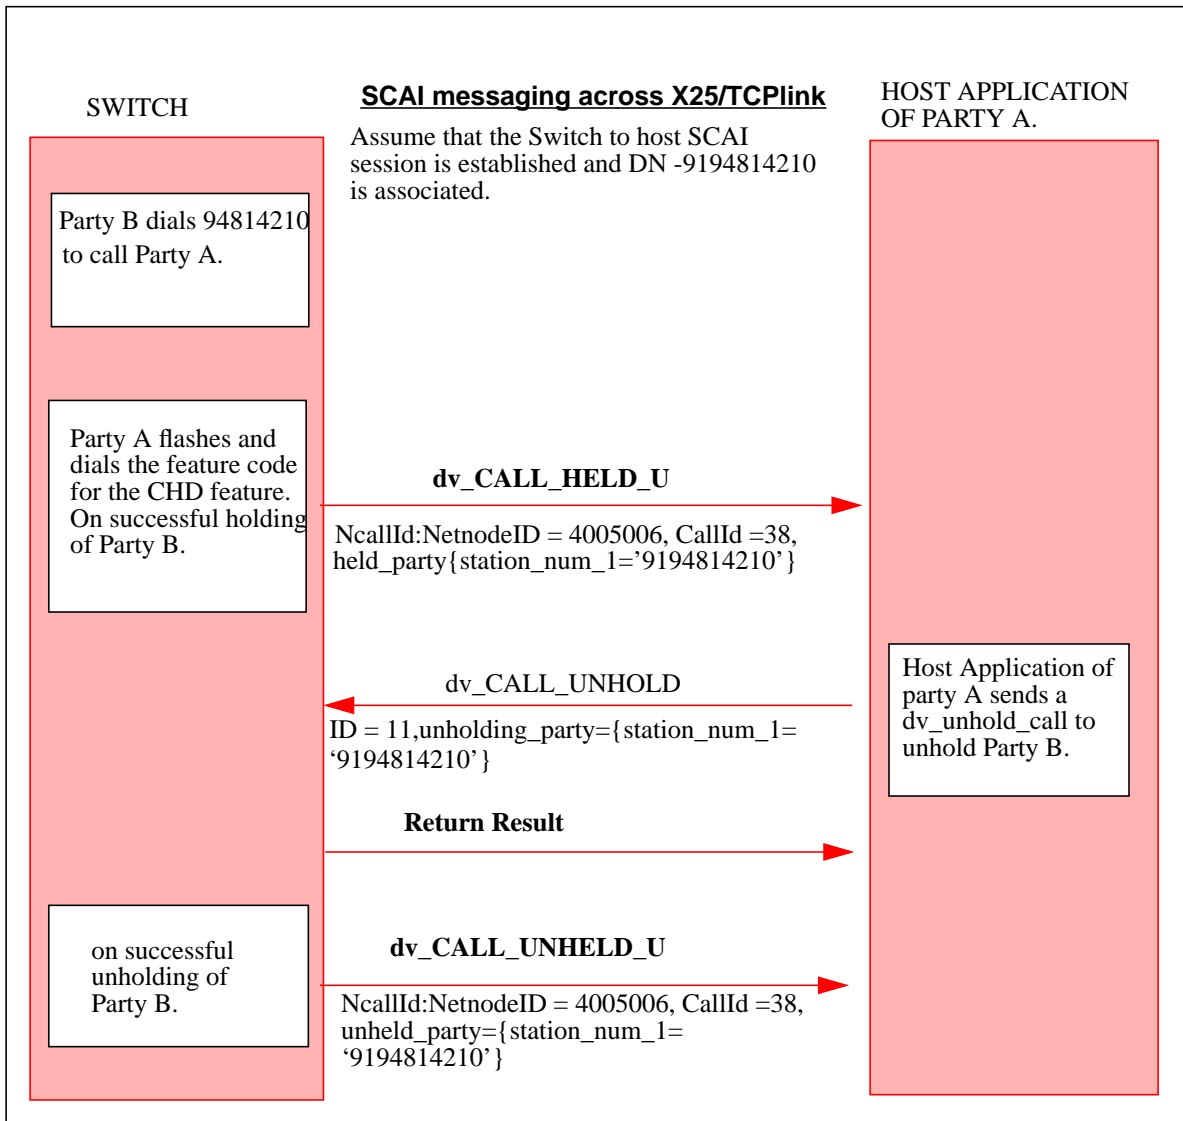 SWITCH
SCAI messaging across X25/TCPlink
HOST APPLICATION
OF PARTY A.
Assume that the Switch to host SCAI
session is established and DN -9194814210
is associated.
Party B dials 94814210
to call Party A.
Party A flashes and
dials the feature code
for the CHD feature.
On successful holding
of Party B.
dv_CALL_HELD_U
NcallId:NetnodeID = 4005006, CallId =38,
held_party{station_num_1=’9194814210’}
Host Application of
party A sends a
dv_unhold_call to
unhold Party B.
dv_CALL_UNHOLD
ID = 11,unholding_party={station_num_1=
‘9194814210’}
Return Result
on successful
unholding of
Party B.
dv_CALL_UNHELD_U
NcallId:NetnodeID = 4005006, CallId =38,
unheld_party={station_num_1=
‘9194814210’}